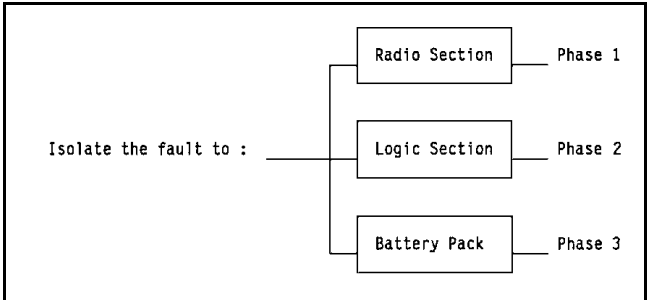 Radio Section Phase 1
Isolate the fault to : Logic Section Phase 2
Battery Pack Phase 3